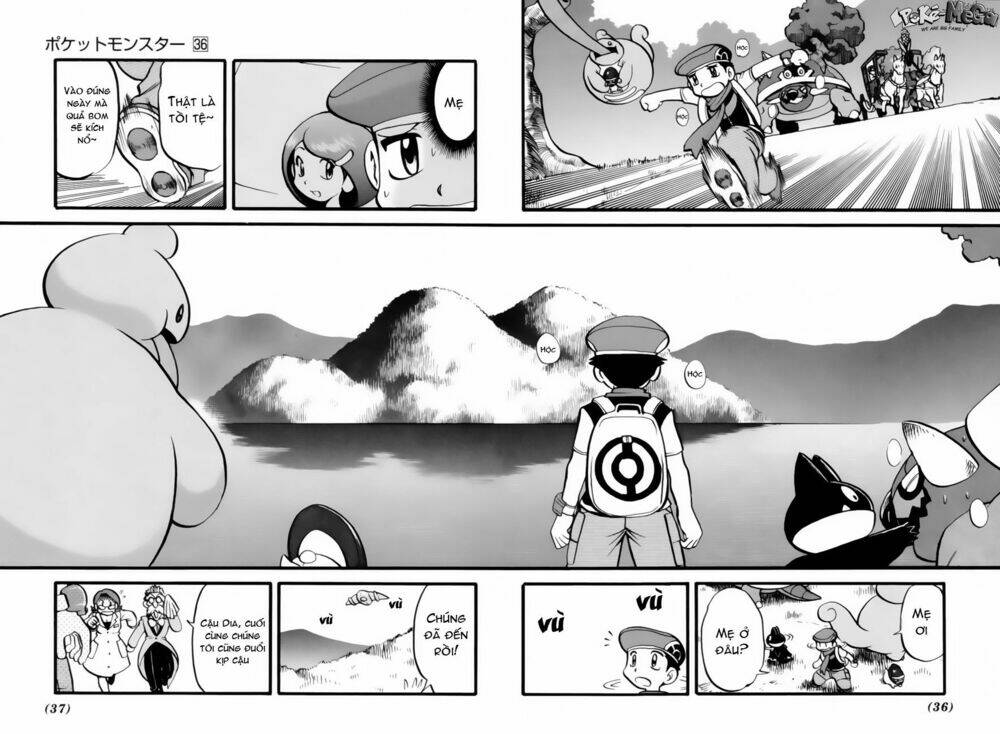 Poké-Mega
WE ARE BIG FAMILY
HỘC
HỘC
MẸ
THẬT LÀ
TỒI TỆ~
VÀO ĐÚNG
NGÀY MÀ
QUẢ BOM
SẼ KÍCH
NỔ~
ポケットモンスター 36
HỘC
HỘC
MẸ
ƠI
MẸ Ở
ĐÂU?
VÙ
VÙ
(36)
CHÚNG
ĐÃ ĐẾN
RỒI!
VÙ
VÙ
CẬU DIA, CUỐI
CÙNG CHÚNG
TÔI CŨNG ĐUỔI
KỊP CẬU
(37)